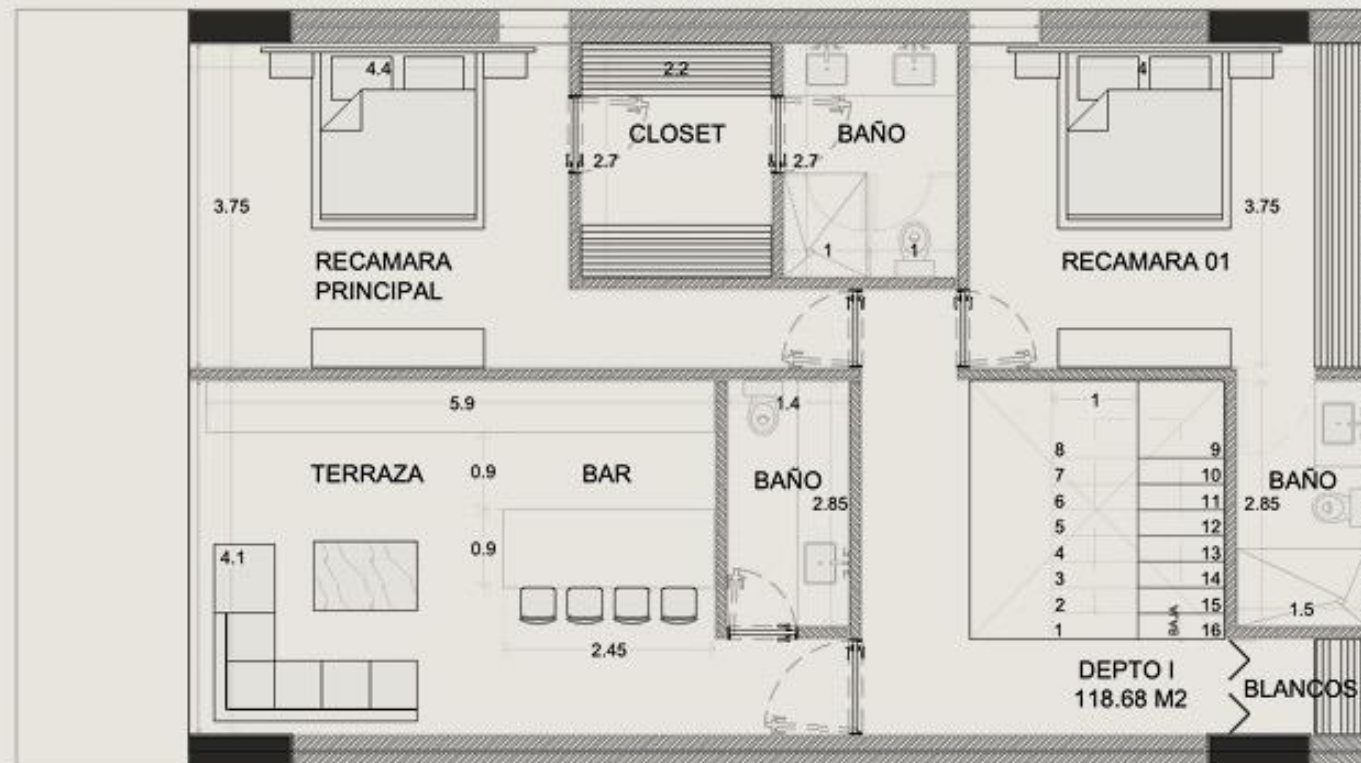 4.4
2.2
4
CLOSET
BAÑO
2.7
2.7
3.75
3.75
RECAMARA
PRINCIPAL
1
1
RECAMARA 01
5.9
1.4
1
TERRAZA
0.9
BAR
BAÑO
2.85
8
9
7
10
6
11
5
12
4
13
3
14
2
15
1
16
BAJA
BAÑO
2.85
0.9
4.1
1.5
2.45
DEPTO I
118.68 M2
BLANCOS